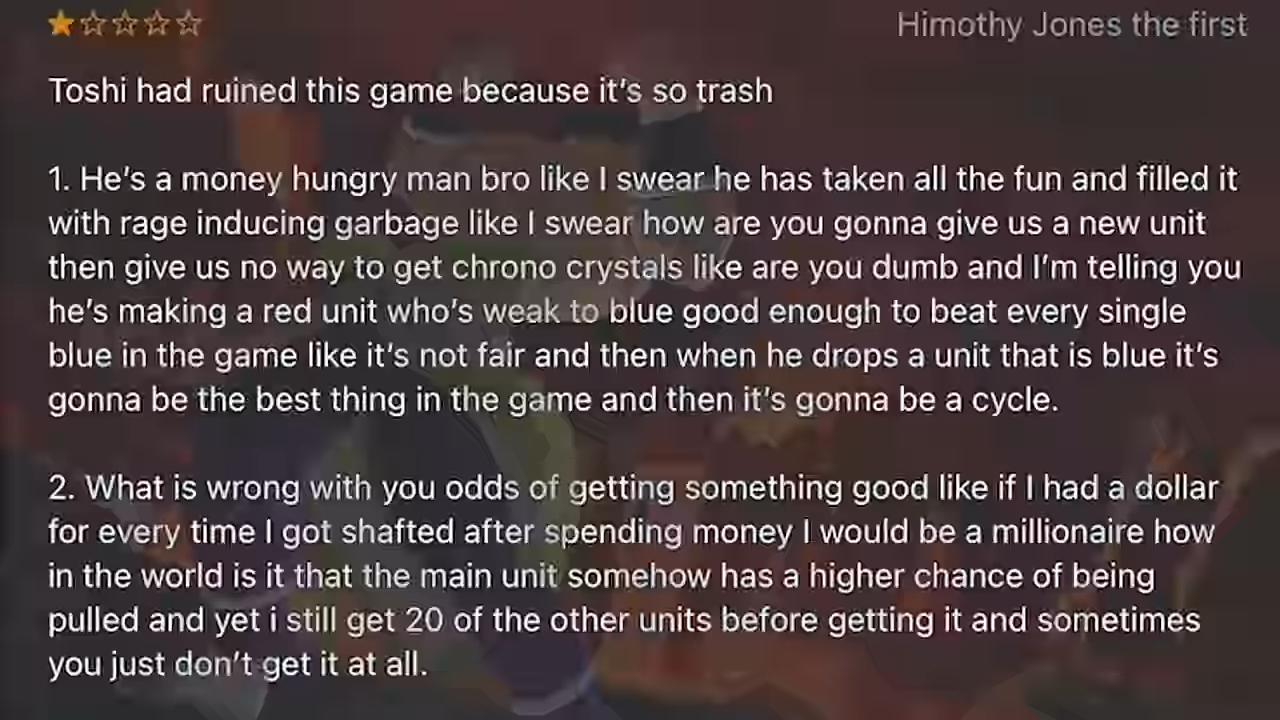 Himothy Jones the first
Toshi had ruined this game because it's so trash
1. He's a money hungry man bro like I swear he has taken all the fun and filled it
with rage inducing garbage like I swear how are you gonna give us a new unit
then give us no way to get chrono crystals like are you dumb and I'm telling you
he's making a red unit who's weak to blue good enough to beat every single
blue in the game like it's not fair and then when he drops a unit that is blue it's
gonna be the best thing in the game and then it's gonna be a cycle.
2. What is wrong with you odds of getting something good like if I had a dollar
for every time I got shafted after spending money I would be a millionaire how
in the world is it that the main unit somehow has a higher chance of being
pulled and yet i still get 20 of the other units before getting it and sometimes
you just don't get it at all.